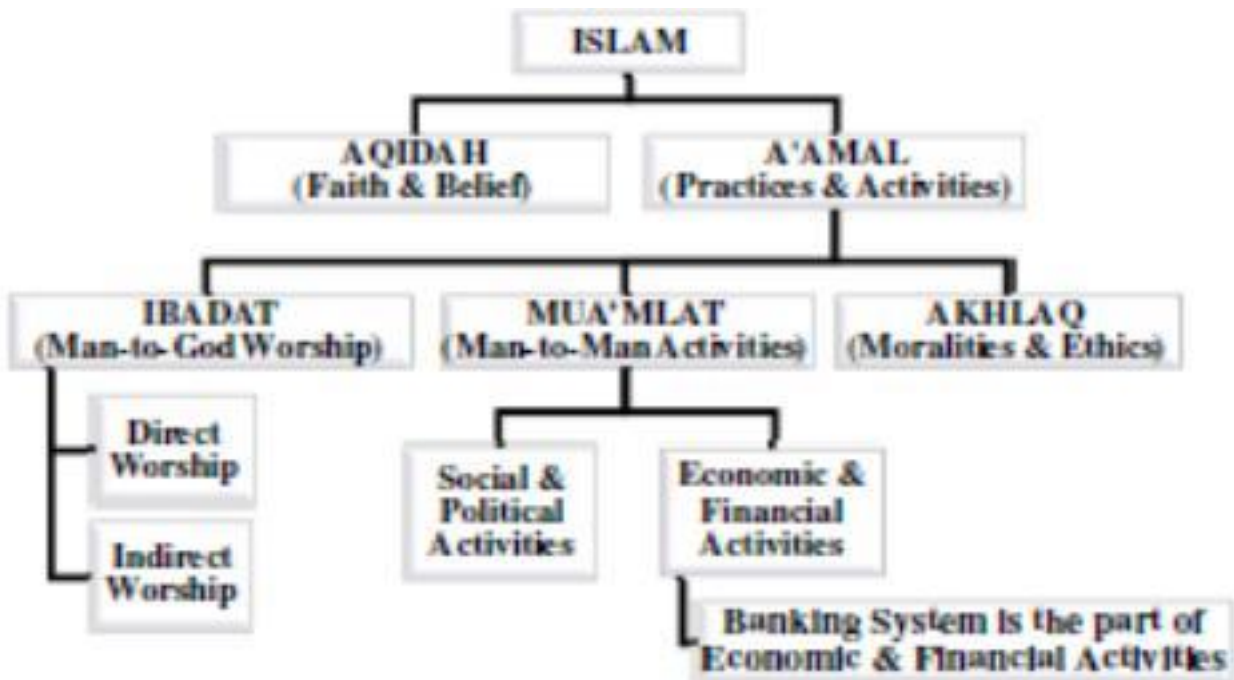 ISLAM
AQIDAH
(Faith & Belief)
A'AMAL
(Practices & Activities)
IBADAT
(Man-to-God Worship)
MUA'MLAT
(Man-to-Man Activities)
AKHLAQ
(Moralities & Ethics)
Direct
Worship
Indirect
Worship
Social &
Political
Activities
Economic &
Financial
Activities
Banking System is the part of
Economic & Financial Activities